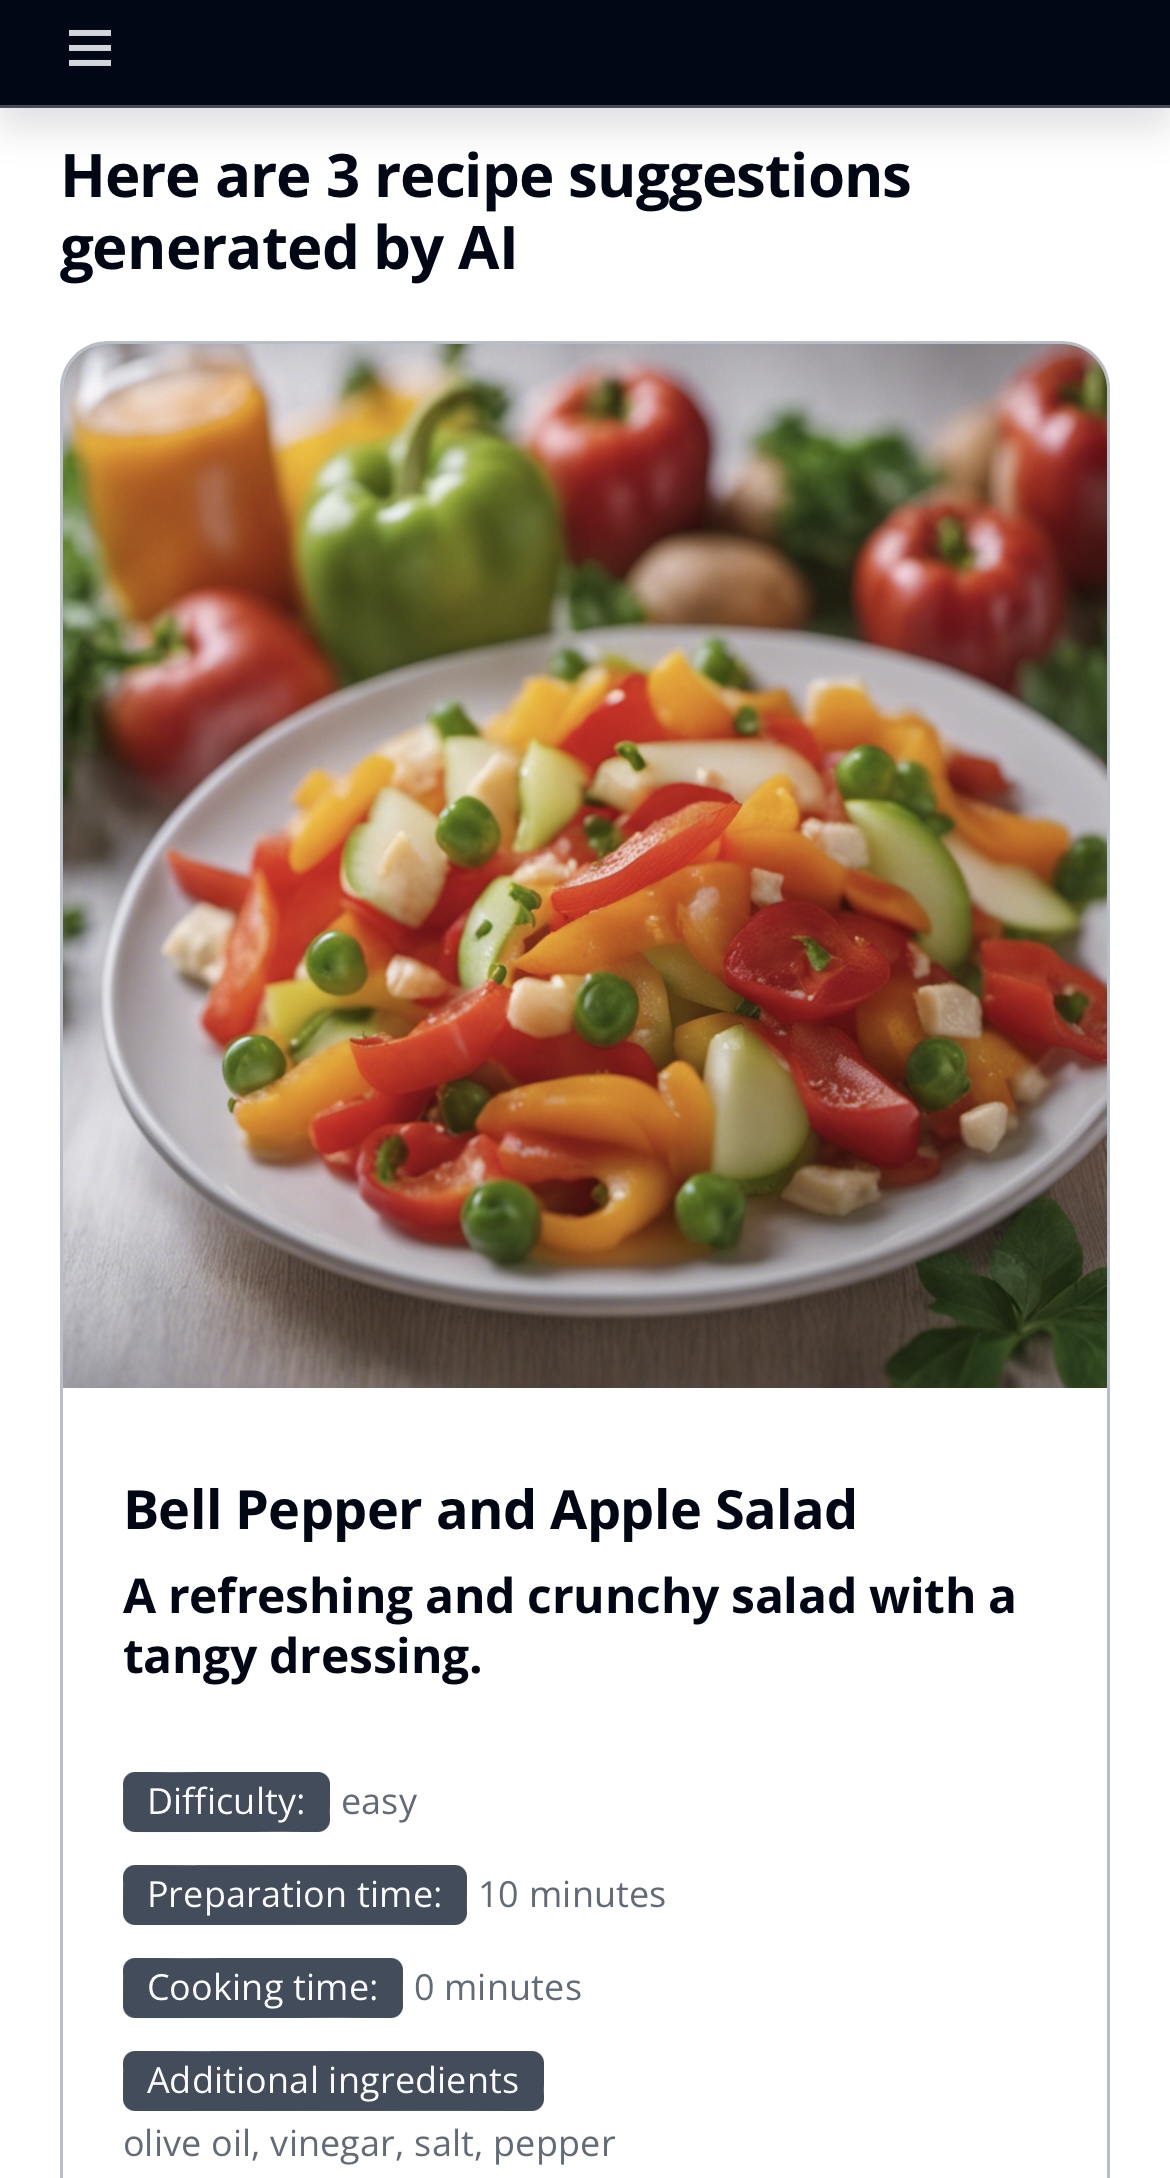 Here are 3 recipe suggestions
generated by AI
Bell Pepper and Apple Salad
A refreshing and crunchy salad with a
tangy dressing.
Difficulty: easy
Preparation time: 10 minutes
Cooking time: 0 minutes
Additional ingredients
olive oil, vinegar, salt, pepper